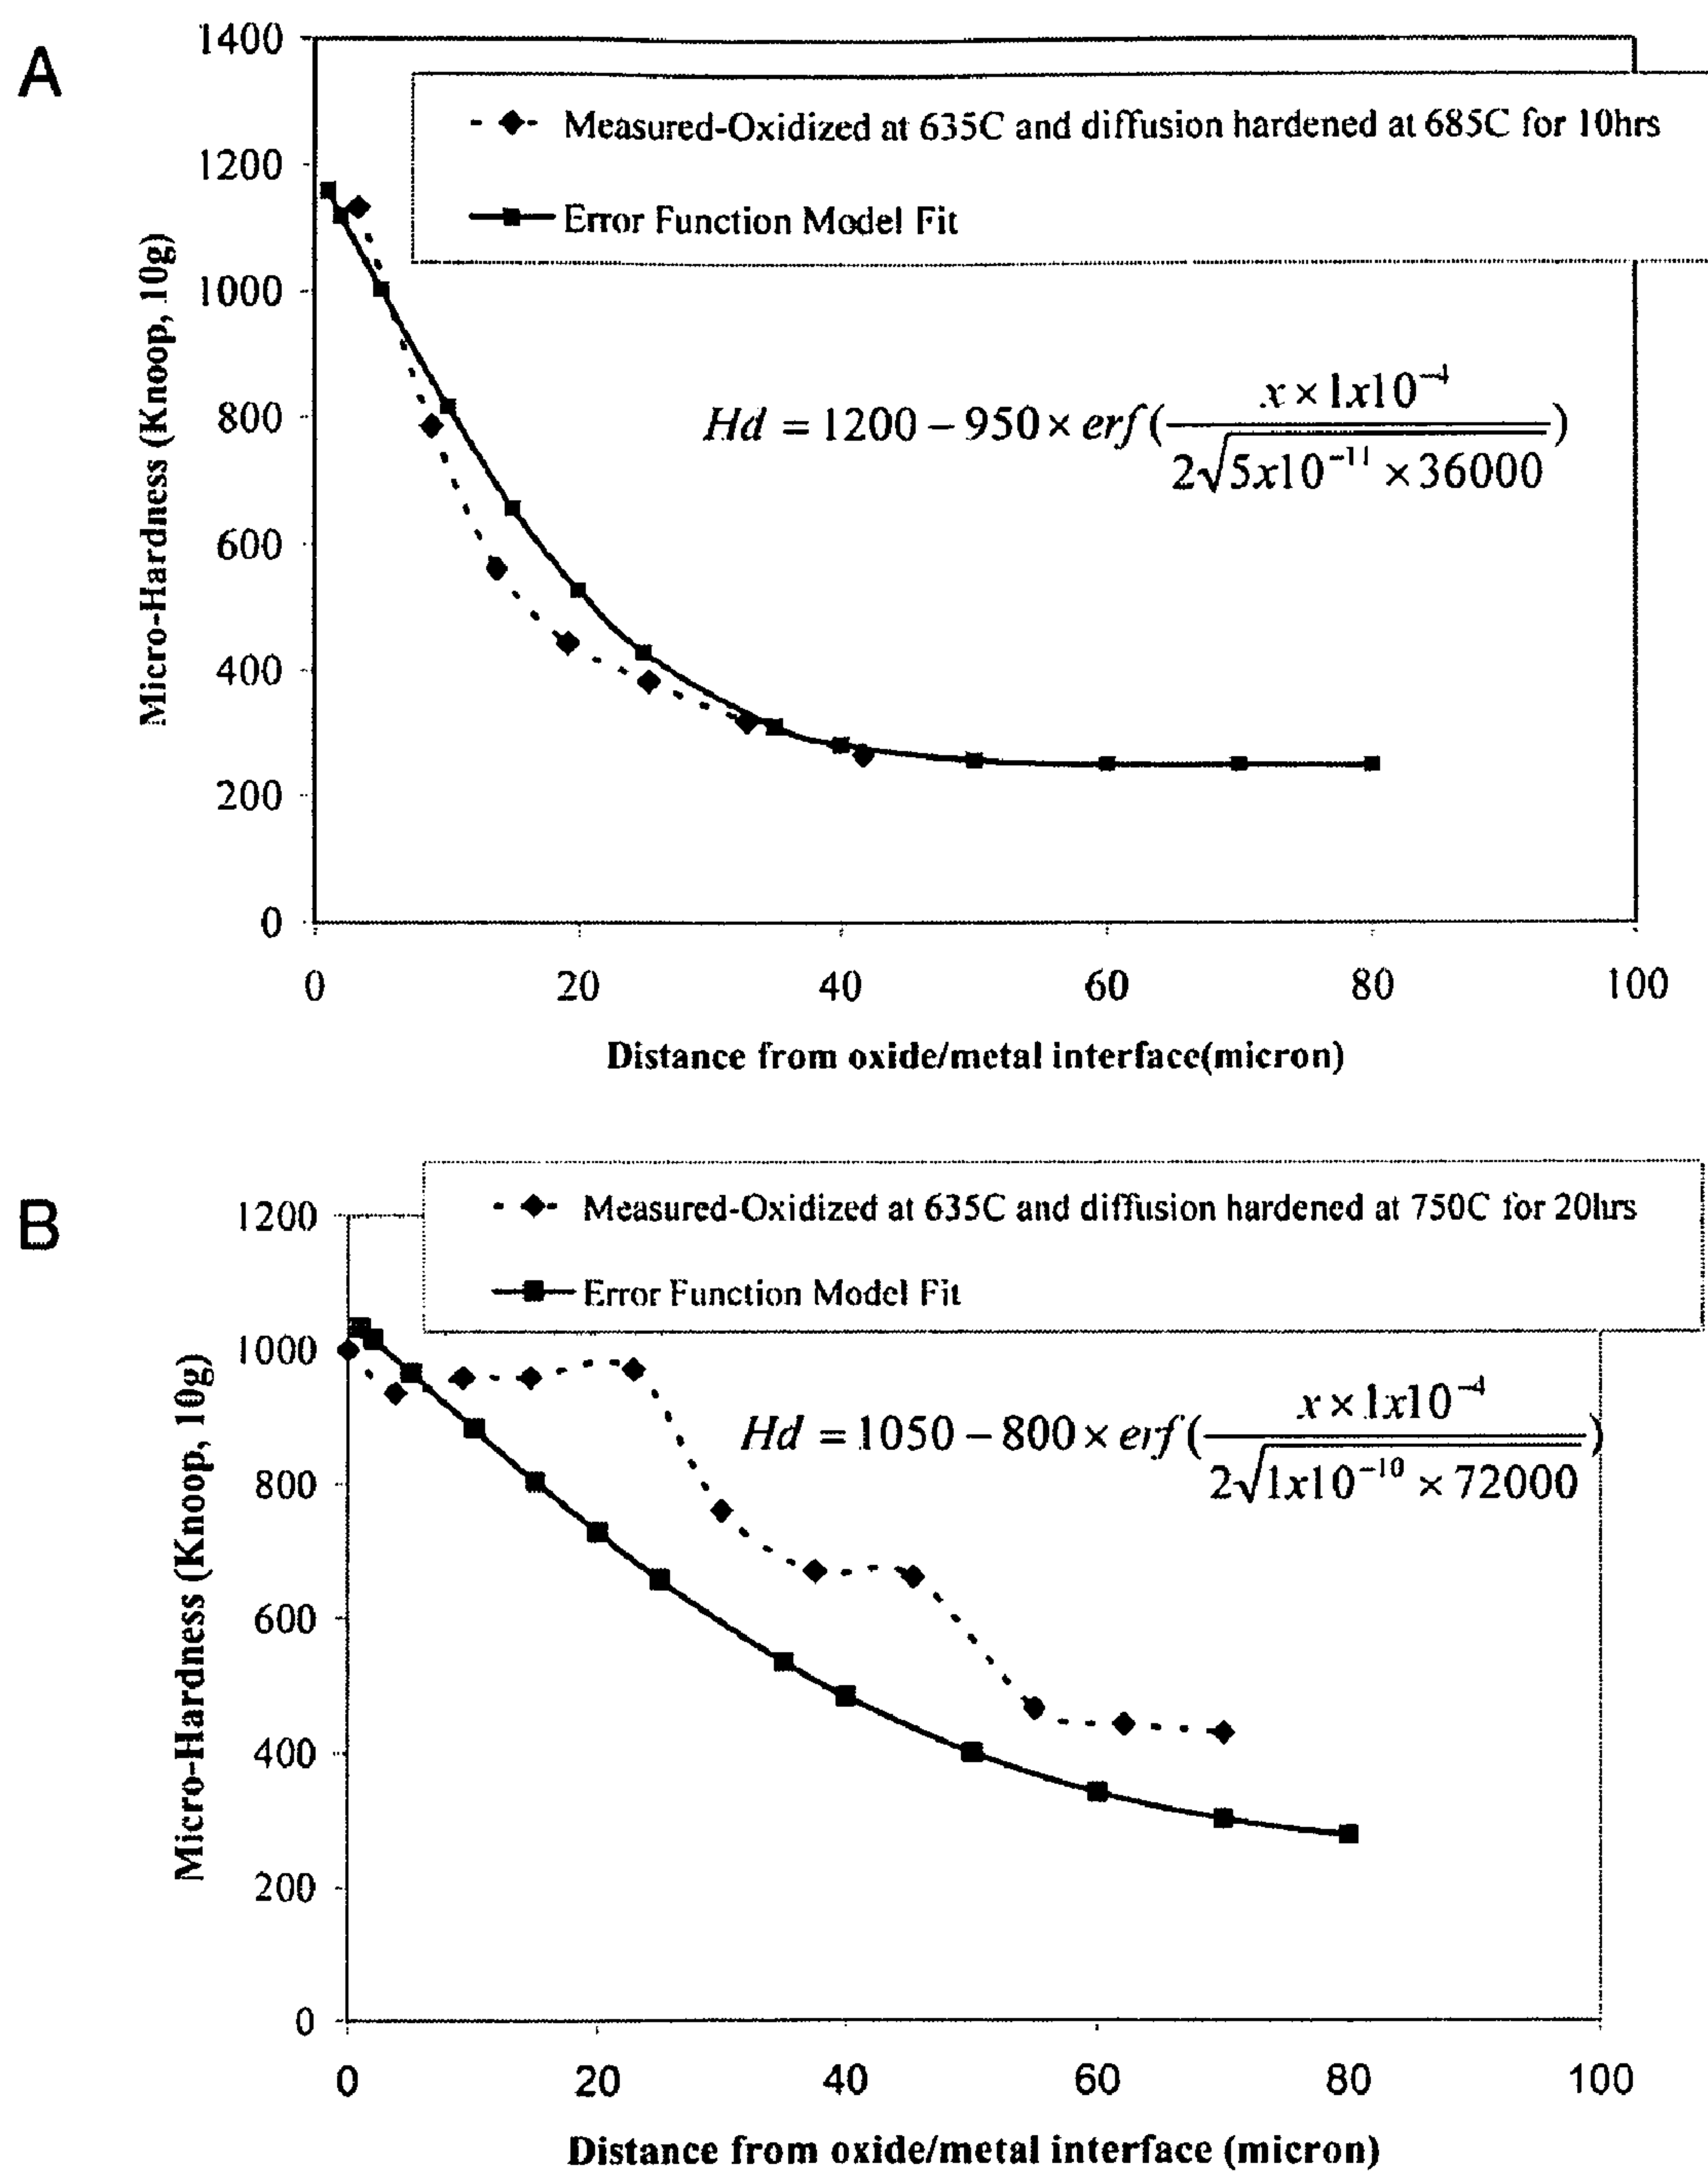 A
1400
1200
1000
800
600
400
200
0
Micro-Hardness (Knoop, 10g)
Measured-Oxidized at 635C and diffusion hardened at 685C for 10hrs
Error Function Model Fit
Hd = 1200 − 950 × erf( x × 1x10⁻⁴ / 2√5x10⁻¹¹ × 36000 )
0 20 40 60 80 100
Distance from oxide/metal interface(micron)
B
1200
1000
800
600
400
200
0
Micro-Hardness (Knoop, 10g)
Measured-Oxidized at 635C and diffusion hardened at 750C for 20hrs
Error Function Model Fit
Hd = 1050 − 800 × erf( x × 1x10⁻⁴ / 2√1x10⁻¹⁰ × 72000 )
0 20 40 60 80 100
Distance from oxide/metal interface (micron)